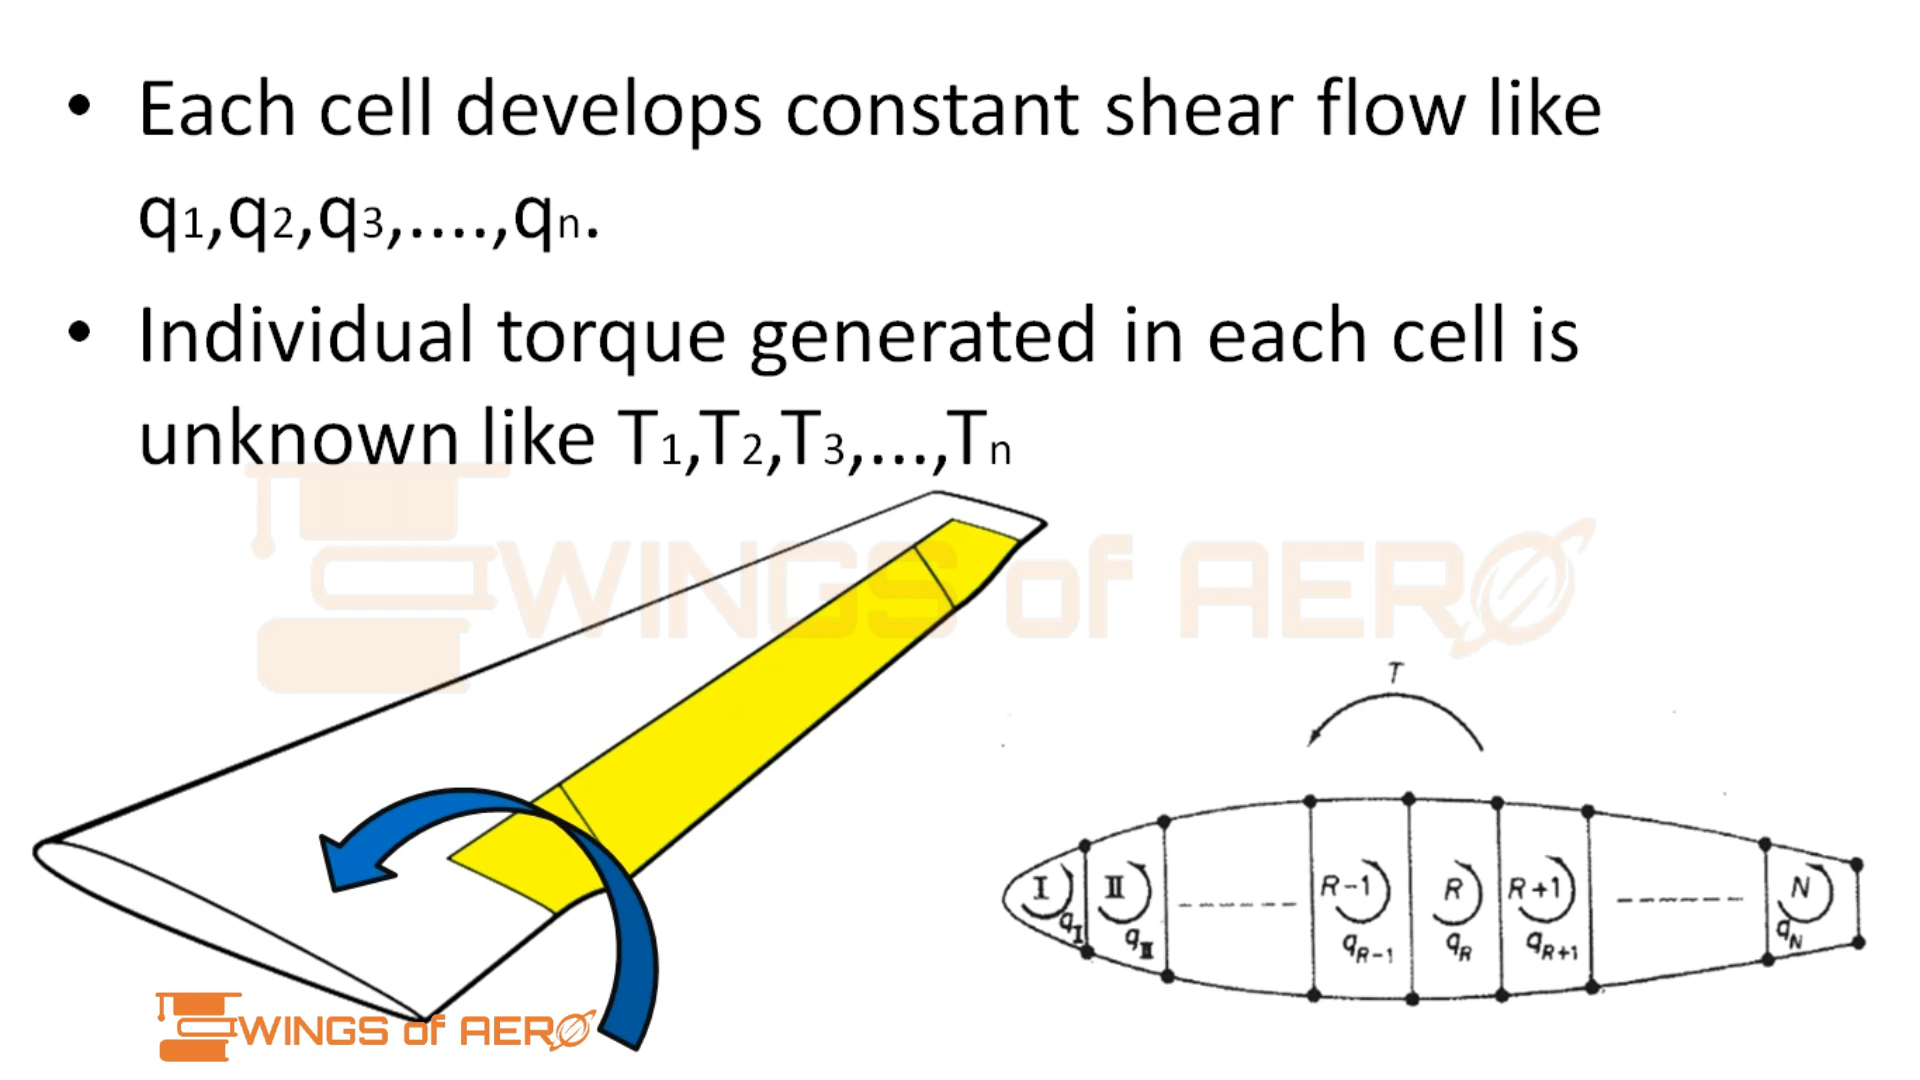 • Each cell develops constant shear flow like
q1,q2,q3,....,qn.
• Individual torque generated in each cell is
unknown like T1,T2,T3,...,Tn
WINGS of AERO
T
I II R-1 R R+1 N
qI qII qR-1 qR qR+1 qN
WINGS of AERO